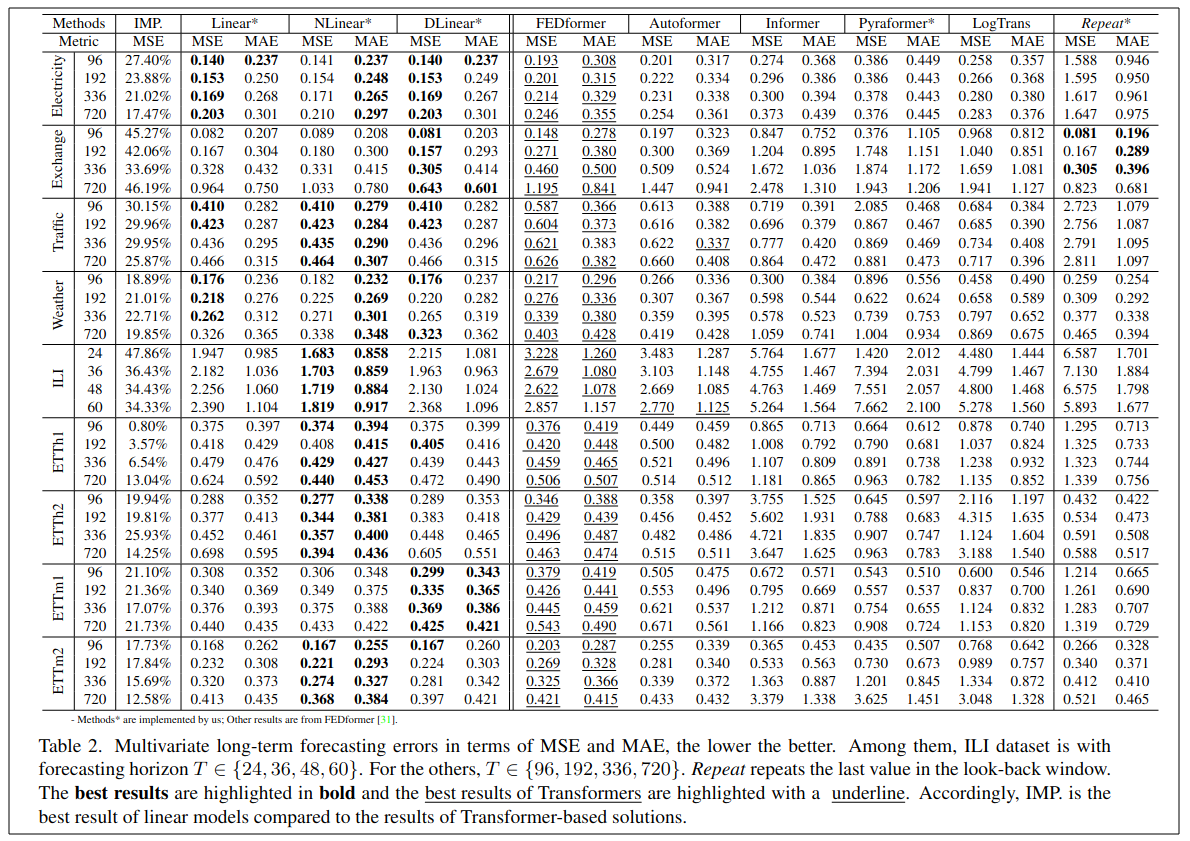 Methods IMP. Linear* NLinear* DLinear* FEDformer Autoformer Informer Pyraformer* LogTrans Repeat*
Metric MSE MSE MAE MSE MAE MSE MAE MSE MAE MSE MAE MSE MAE MSE MAE MSE MAE MSE MAE
Electricity
96 27.40% 0.140 0.237 0.141 0.237 0.140 0.237 0.193 0.308 0.201 0.317 0.274 0.368 0.386 0.449 0.258 0.357 1.588 0.946
192 23.88% 0.153 0.250 0.154 0.248 0.153 0.249 0.201 0.315 0.222 0.334 0.296 0.386 0.386 0.443 0.266 0.368 1.595 0.950
336 21.02% 0.169 0.268 0.171 0.265 0.169 0.267 0.214 0.329 0.231 0.338 0.300 0.394 0.378 0.443 0.280 0.380 1.617 0.961
720 17.47% 0.203 0.301 0.210 0.297 0.203 0.301 0.246 0.355 0.254 0.361 0.373 0.439 0.376 0.445 0.283 0.376 1.647 0.975
Exchange
96 45.27% 0.082 0.207 0.089 0.208 0.081 0.203 0.148 0.278 0.197 0.323 0.847 0.752 0.376 1.105 0.968 0.812 0.081 0.196
192 42.06% 0.167 0.304 0.180 0.300 0.157 0.293 0.271 0.380 0.300 0.369 1.204 0.895 1.748 1.151 1.040 0.851 0.167 0.289
336 33.69% 0.328 0.432 0.331 0.415 0.305 0.414 0.460 0.500 0.509 0.524 1.672 1.036 1.874 1.172 1.659 1.081 0.305 0.396
720 46.19% 0.964 0.750 1.033 0.780 0.643 0.601 1.195 0.841 1.447 0.941 2.478 1.310 1.943 1.206 1.941 1.127 0.823 0.681
Traffic
96 30.15% 0.410 0.282 0.410 0.279 0.410 0.282 0.587 0.366 0.613 0.388 0.719 0.391 2.085 0.468 0.684 0.384 2.723 1.079
192 29.96% 0.423 0.287 0.423 0.284 0.423 0.287 0.604 0.373 0.616 0.382 0.696 0.379 0.867 0.467 0.685 0.390 2.756 1.087
336 29.95% 0.436 0.295 0.435 0.290 0.436 0.296 0.621 0.383 0.622 0.337 0.777 0.420 0.869 0.469 0.734 0.408 2.791 1.095
720 25.87% 0.466 0.315 0.464 0.307 0.466 0.315 0.626 0.382 0.660 0.408 0.864 0.472 0.881 0.473 0.717 0.396 2.811 1.097
Weather
96 18.89% 0.176 0.236 0.182 0.232 0.176 0.237 0.217 0.296 0.266 0.336 0.300 0.384 0.896 0.556 0.458 0.490 0.259 0.254
192 21.01% 0.218 0.276 0.225 0.269 0.220 0.282 0.276 0.336 0.307 0.367 0.598 0.544 0.622 0.624 0.658 0.589 0.309 0.292
336 22.71% 0.262 0.312 0.271 0.301 0.265 0.319 0.339 0.380 0.359 0.395 0.578 0.523 0.739 0.753 0.797 0.652 0.377 0.338
720 19.85% 0.326 0.365 0.338 0.348 0.323 0.362 0.403 0.428 0.419 0.428 1.059 0.741 1.004 0.934 0.869 0.675 0.465 0.394
ILI
24 47.86% 1.947 0.985 1.683 0.858 2.215 1.081 3.228 1.260 3.483 1.287 5.764 1.677 1.420 2.012 4.480 1.444 6.587 1.701
36 36.43% 2.182 1.036 1.703 0.859 1.963 0.963 2.679 1.080 3.103 1.148 4.755 1.467 7.394 2.031 4.799 1.467 7.130 1.884
48 34.43% 2.256 1.060 1.719 0.884 2.130 1.024 2.622 1.078 2.669 1.085 4.763 1.469 7.551 2.057 4.800 1.468 6.575 1.798
60 34.33% 2.390 1.104 1.819 0.917 2.368 1.096 2.857 1.157 2.770 1.125 5.264 1.564 7.662 2.100 5.278 1.560 5.893 1.677
ETTh1
96 0.80% 0.375 0.397 0.374 0.394 0.375 0.399 0.376 0.419 0.449 0.459 0.865 0.713 0.664 0.612 0.878 0.740 1.295 0.713
192 3.57% 0.418 0.429 0.408 0.415 0.405 0.416 0.420 0.448 0.500 0.482 1.008 0.792 0.790 0.681 1.037 0.824 1.325 0.733
336 6.54% 0.479 0.476 0.429 0.427 0.439 0.443 0.459 0.465 0.521 0.496 1.107 0.809 0.891 0.738 1.238 0.932 1.323 0.744
720 13.04% 0.624 0.592 0.440 0.453 0.472 0.490 0.506 0.507 0.514 0.512 1.181 0.865 0.963 0.782 1.135 0.852 1.339 0.756
ETTh2
96 19.94% 0.288 0.352 0.277 0.338 0.289 0.353 0.346 0.388 0.358 0.397 3.755 1.525 0.645 0.597 2.116 1.197 0.432 0.422
192 19.81% 0.377 0.413 0.344 0.381 0.383 0.418 0.429 0.439 0.456 0.452 5.602 1.931 0.788 0.683 4.315 1.635 0.534 0.473
336 25.93% 0.452 0.461 0.357 0.400 0.448 0.465 0.496 0.487 0.482 0.486 4.721 1.835 0.907 0.747 1.124 1.604 0.591 0.508
720 14.25% 0.698 0.595 0.394 0.436 0.605 0.551 0.463 0.474 0.515 0.511 3.647 1.625 0.963 0.783 3.188 1.540 0.588 0.517
ETTm1
96 21.10% 0.308 0.352 0.306 0.348 0.299 0.343 0.379 0.419 0.505 0.475 0.672 0.571 0.543 0.510 0.600 0.546 1.214 0.665
192 21.36% 0.340 0.369 0.349 0.375 0.335 0.365 0.426 0.441 0.553 0.496 0.795 0.669 0.557 0.537 0.837 0.700 1.261 0.690
336 17.07% 0.376 0.393 0.375 0.388 0.369 0.386 0.445 0.459 0.621 0.537 1.212 0.871 0.754 0.655 1.124 0.832 1.283 0.707
720 21.73% 0.440 0.435 0.433 0.422 0.425 0.421 0.543 0.490 0.671 0.561 1.166 0.823 0.908 0.724 1.153 0.820 1.319 0.729
ETTm2
96 17.73% 0.168 0.262 0.167 0.255 0.167 0.260 0.203 0.287 0.255 0.339 0.365 0.453 0.435 0.507 0.768 0.642 0.266 0.328
192 17.84% 0.232 0.308 0.221 0.293 0.224 0.303 0.269 0.328 0.281 0.340 0.533 0.563 0.730 0.673 0.989 0.757 0.340 0.371
336 15.69% 0.320 0.373 0.274 0.327 0.281 0.342 0.325 0.366 0.339 0.372 1.363 0.887 1.201 0.845 1.334 0.872 0.412 0.410
720 12.58% 0.413 0.435 0.368 0.384 0.397 0.421 0.421 0.415 0.433 0.432 3.379 1.338 3.625 1.451 3.048 1.328 0.521 0.465
- Methods* are implemented by us; Other results are from FEDformer [31].
Table 2. Multivariate long-term forecasting errors in terms of MSE and MAE, the lower the better. Among them, ILI dataset is with
forecasting horizon T ∈ {24, 36, 48, 60}. For the others, T ∈ {96, 192, 336, 720}. Repeat repeats the last value in the look-back window.
The best results are highlighted in bold and the best results of Transformers are highlighted with a underline. Accordingly, IMP. is the
best result of linear models compared to the results of Transformer-based solutions.